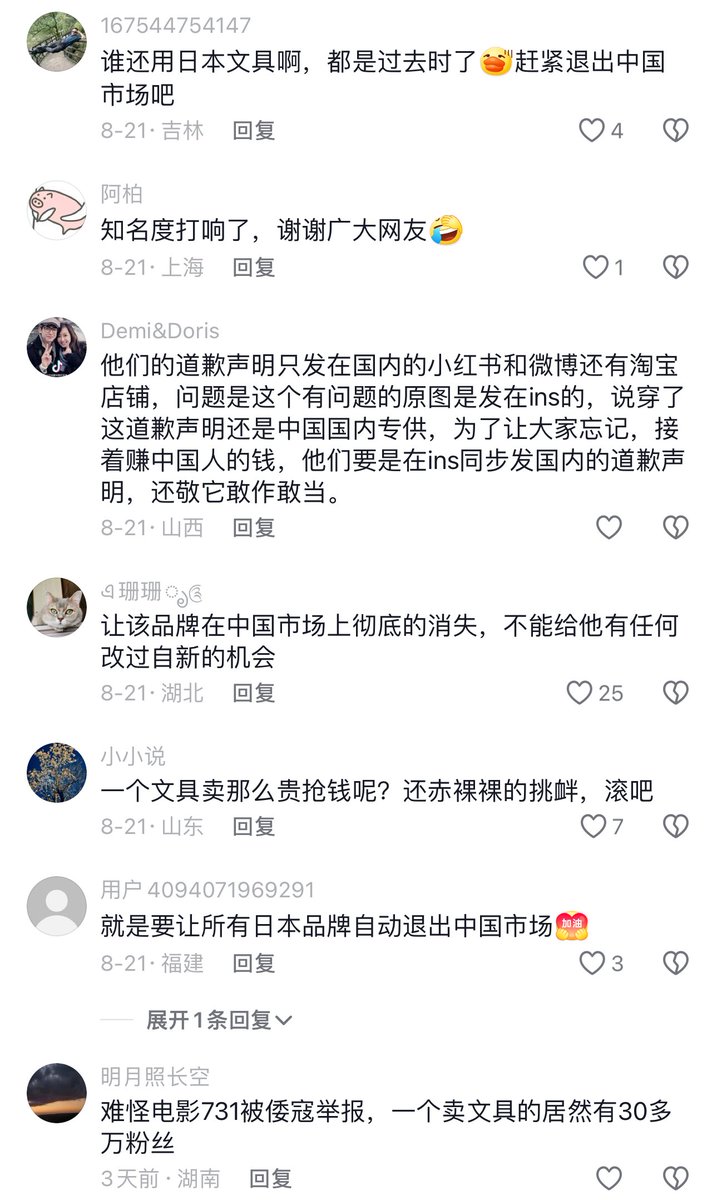 167544754147
谁还用日本文具啊，都是过去时了赶紧退出中国
市场吧
8-21·吉林 回复 4
阿柏
知名度打响了，谢谢广大网友
8-21·上海 回复 1
Demi&Doris
他们的道歉声明只发在国内的小红书和微博还有淘宝
店铺，问题是这个有问题的原图是发在ins的，说穿了
这道歉声明还是中国国内专供，为了让大家忘记，接
着赚中国人的钱，他们要是在ins同步发国内的道歉声
明，还敬它敢作敢当。
8-21·山西 回复
珊珊
让该品牌在中国市场上彻底的消失，不能给他有任何
改过自新的机会
8-21·湖北 回复 25
小小说
一个文具卖那么贵抢钱呢？还赤裸裸的挑衅，滚吧
8-21·山东 回复 7
用户4094071969291
就是要让所有日本品牌自动退出中国市场加油
8-21·福建 回复 3
展开1条回复
明月照长空
难怪电影731被倭寇举报，一个卖文具的居然有30多
万粉丝
3天前·湖南 回复